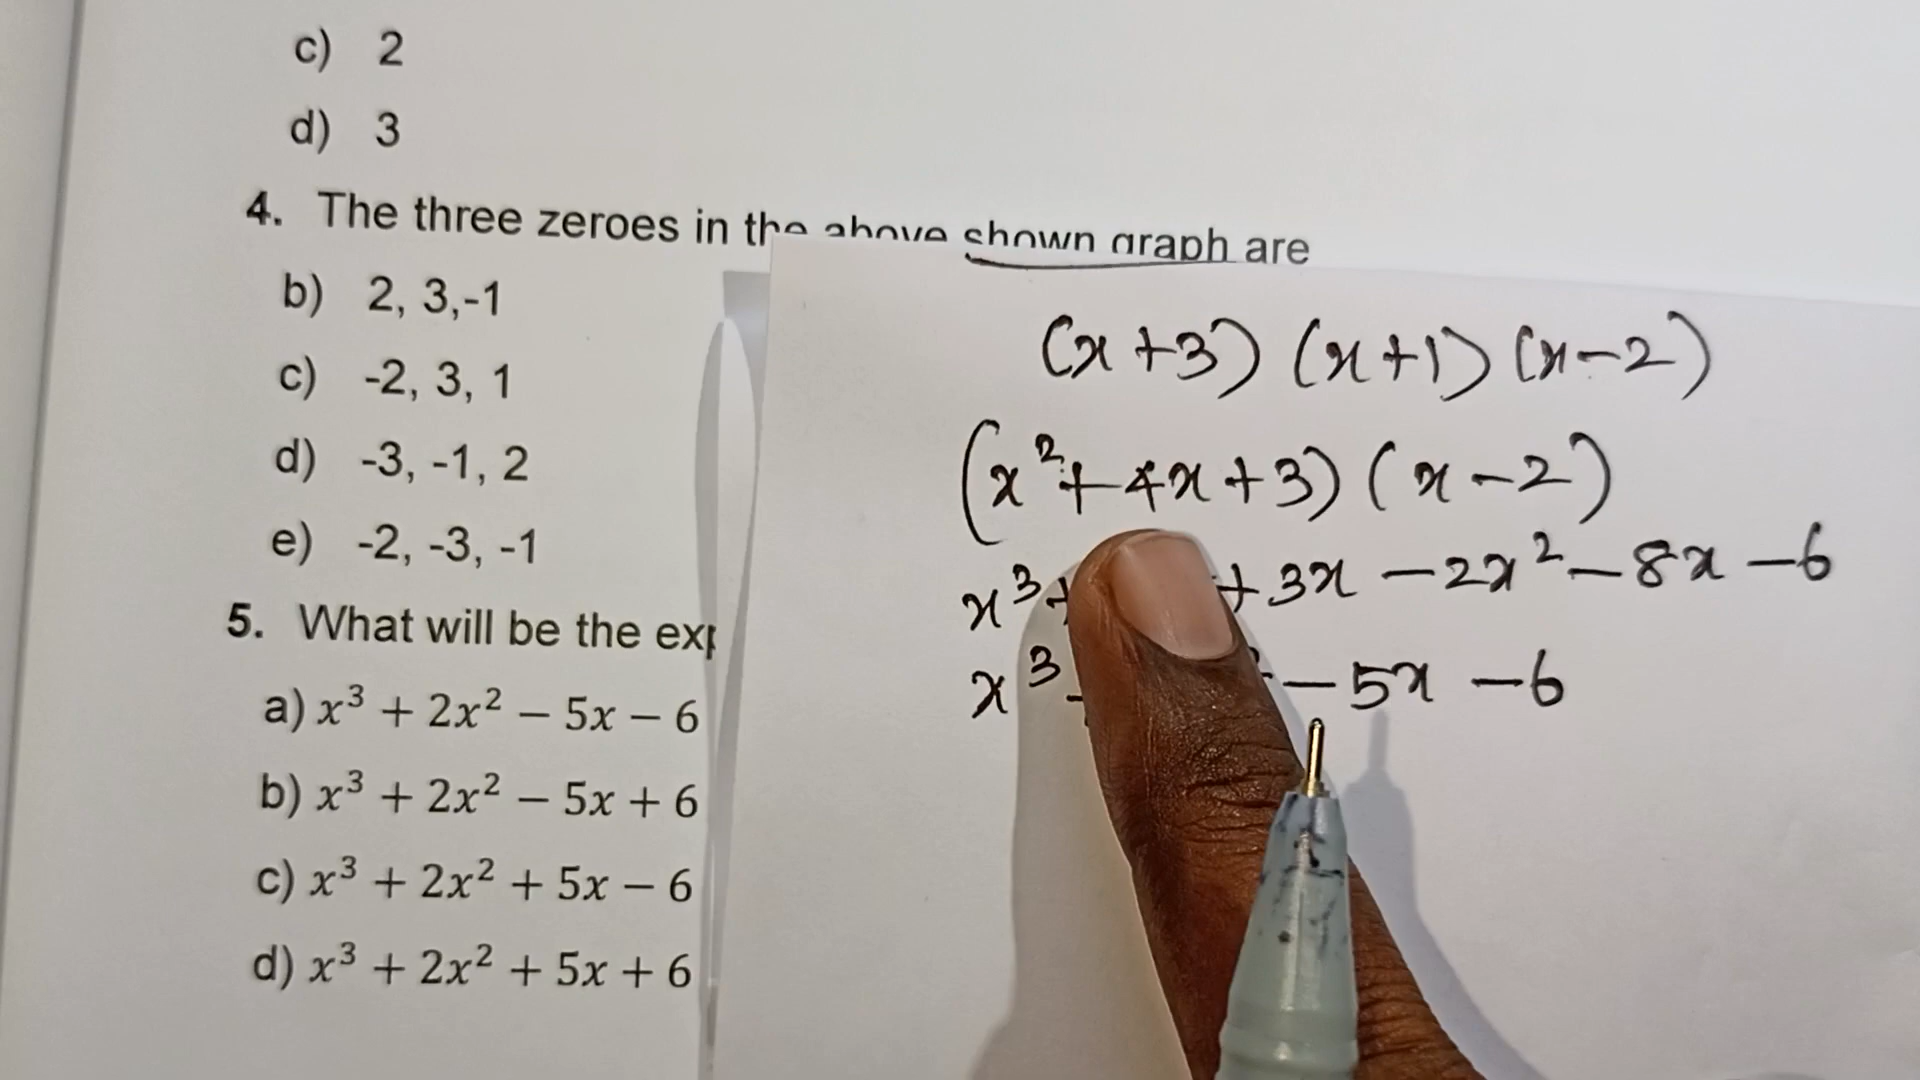 c) 2
d) 3
4. The three zeroes in the above shown graph are
b) 2, 3,-1
c) -2, 3, 1
d) -3, -1, 2
e) -2, -3, -1
5. What will be the
a) x³ + 2x² – 5x – 6
b) x³ + 2x² – 5x + 6
c) x³ + 2x² + 5x – 6
d) x³ + 2x² + 5x + 6
(x+3) (x+1) (x-2)
(x²+4x+3) (x-2)
x³+ +3x -2x² -8x -6
x³ -5x -6